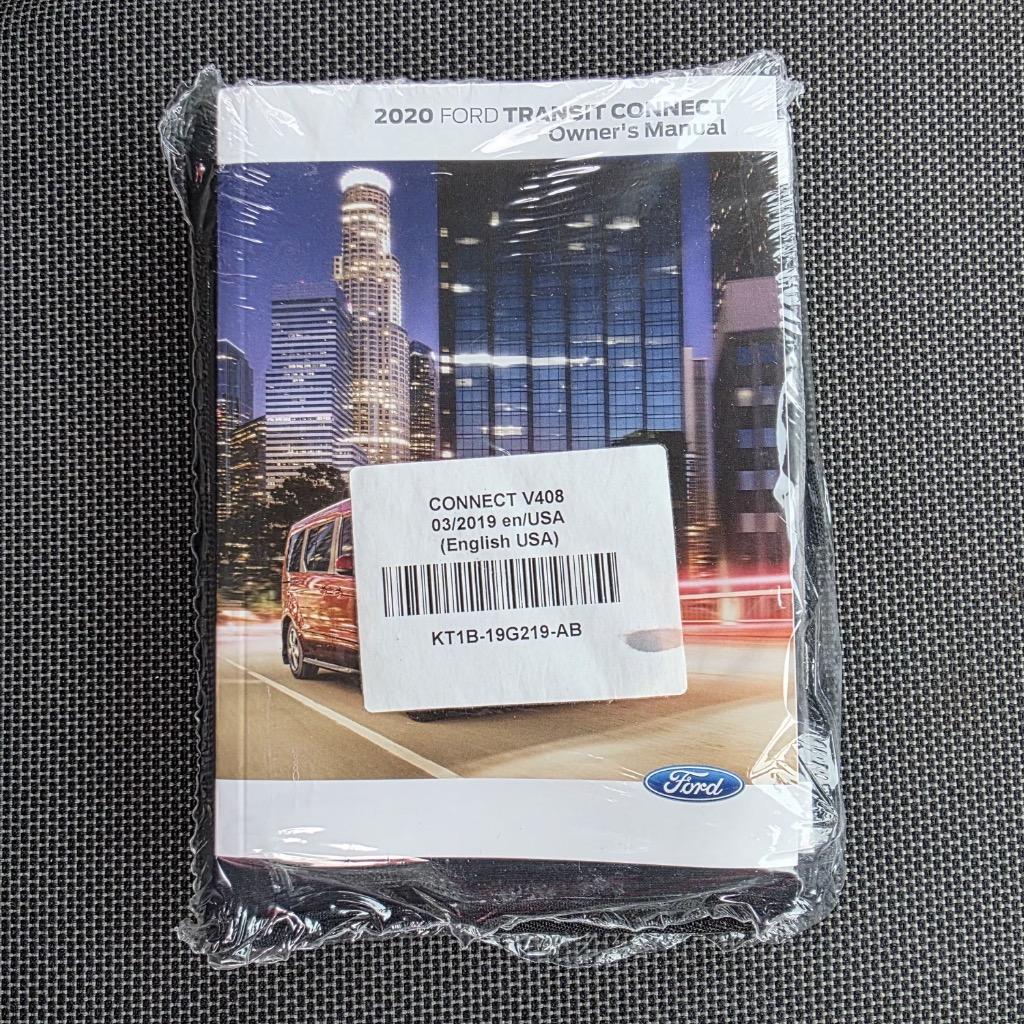 2020 FORD TRANSIT CONNECT
Owner's Manual
CONNECT V408
03/2019 en/USA
(English USA)
KT1B-19G219-AB
Ford